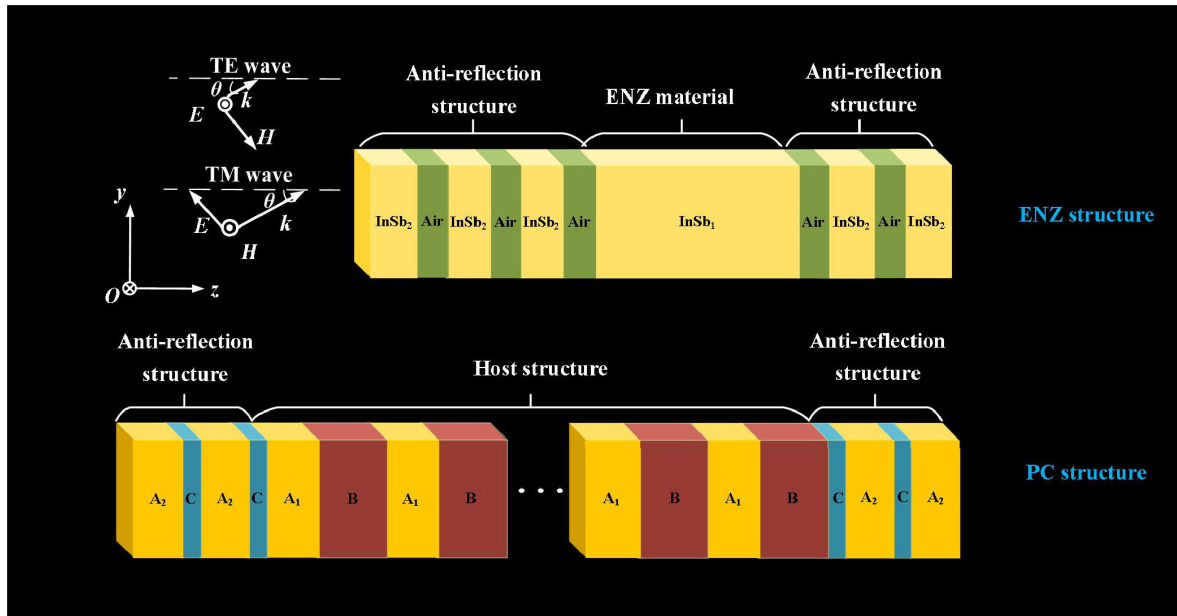 TE wave
θ
k
E
H
TM wave
θ
E
k
H
y
O
z
Anti-reflection
structure
ENZ material
Anti-reflection
structure
InSb₂ Air InSb₂ Air InSb₂ Air InSb₁ Air InSb₂ Air InSb₂
ENZ structure
Anti-reflection
structure
Host structure
Anti-reflection
structure
A₂ C A₂ C A₁ B A₁ B • • • A₁ B A₁ B C A₂ C A₂
PC structure